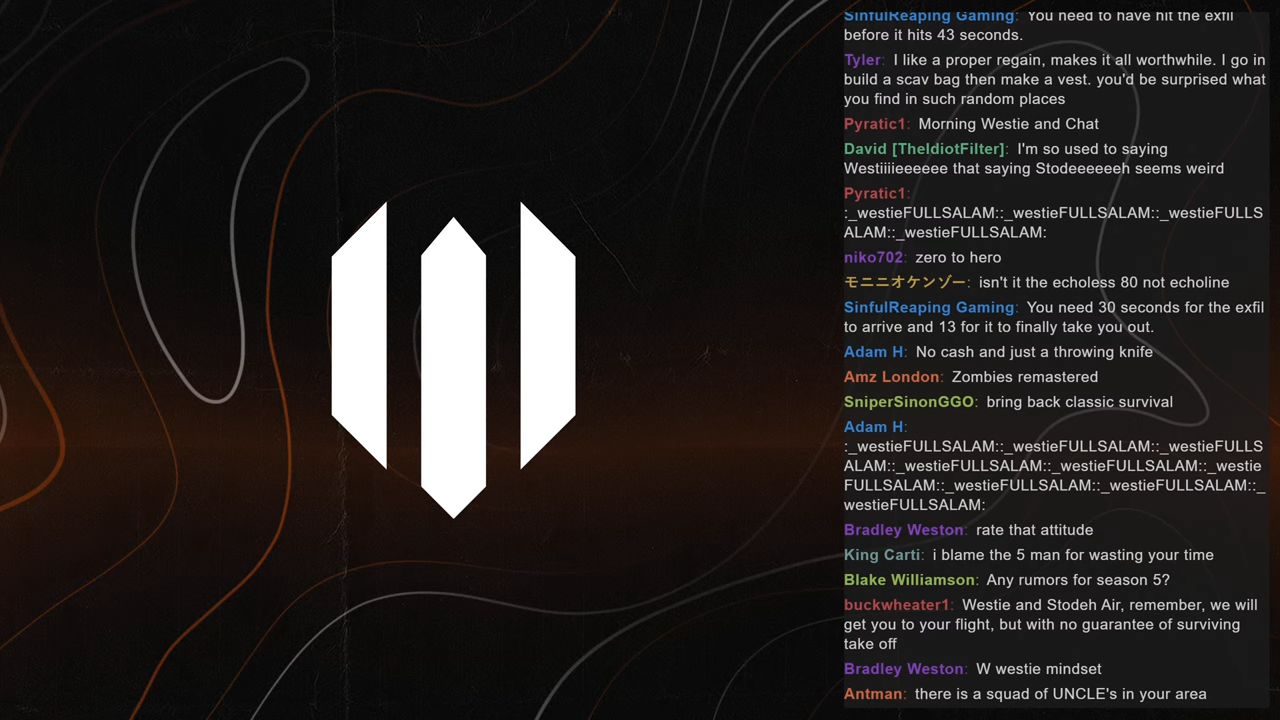 SinfulReaping Gaming: You need to have hit the exfil
before it hits 43 seconds.
Tyler: I like a proper regain, makes it all worthwhile. I go in
build a scav bag then make a vest. you'd be surprised what
you find in such random places
Pyratic1: Morning Westie and Chat
David [TheIdiotFilter]: I'm so used to saying
Westiiiieeeeee that saying Stodeeeeeh seems weird
Pyratic1:
:_westieFULLSALAM::_westieFULLSALAM::_westieFULLS
ALAM::_westieFULLSALAM:
niko702: zero to hero
モニニオケンゾー: isn't it the echoless 80 not echoline
SinfulReaping Gaming: You need 30 seconds for the exfil
to arrive and 13 for it to finally take you out.
Adam H: No cash and just a throwing knife
Amz London: Zombies remastered
SniperSinonGGO: bring back classic survival
Adam H:
:_westieFULLSALAM::_westieFULLSALAM::_westieFULLS
ALAM::_westieFULLSALAM::_westieFULLSALAM::_westie
FULLSALAM::_westieFULLSALAM::_westieFULLSALAM::_
westieFULLSALAM:
Bradley Weston: rate that attitude
King Carti: i blame the 5 man for wasting your time
Blake Williamson: Any rumors for season 5?
buckwheater1: Westie and Stodeh Air, remember, we will
get you to your flight, but with no guarantee of surviving
take off
Bradley Weston: W westie mindset
Antman: there is a squad of UNCLE's in your area